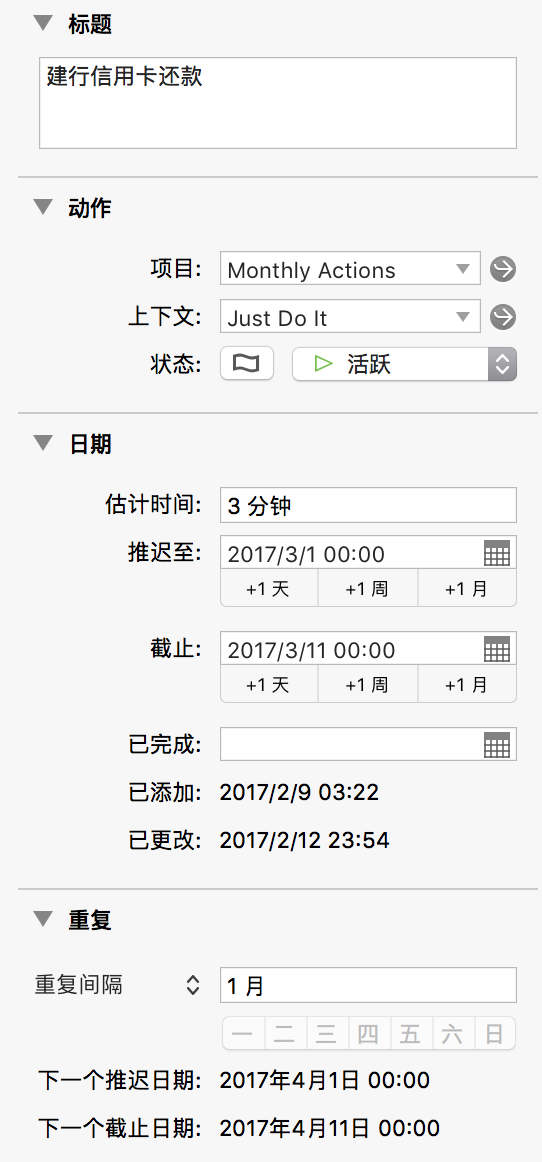 标题
建行信用卡还款
动作
项目: Monthly Actions
上下文: Just Do It
状态: 活跃
日期
估计时间: 3 分钟
推迟至: 2017/3/1 00:00
+1 天 +1 周 +1 月
截止: 2017/3/11 00:00
+1 天 +1 周 +1 月
已完成:
已添加: 2017/2/9 03:22
已更改: 2017/2/12 23:54
重复
重复间隔 1 月
一 二 三 四 五 六 日
下一个推迟日期: 2017年4月1日 00:00
下一个截止日期: 2017年4月11日 00:00